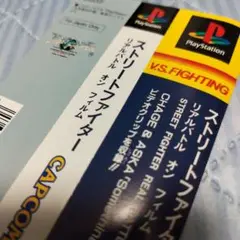 PlayStation
PlayStation
V.S. FIGHTING
ストリートファイター
リアルバトル オン フィルム
CAPCOM
ストリートファイター
リアルバトル オン フィルム
STREET FIGHTER REAL
CHAGE & ASKA
ビデオクリップを収録!!